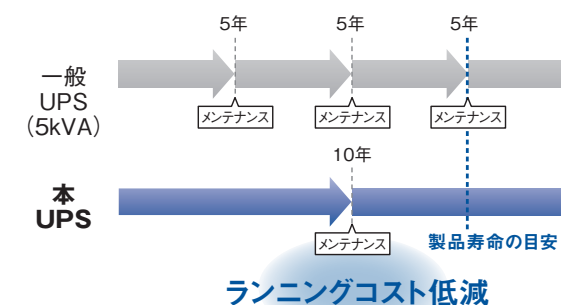 5年
5年
5年
一般
UPS
(5kVA)
メンテナンス
メンテナンス
メンテナンス
10年
本
UPS
メンテナンス
製品寿命の目安
ランニングコスト低減